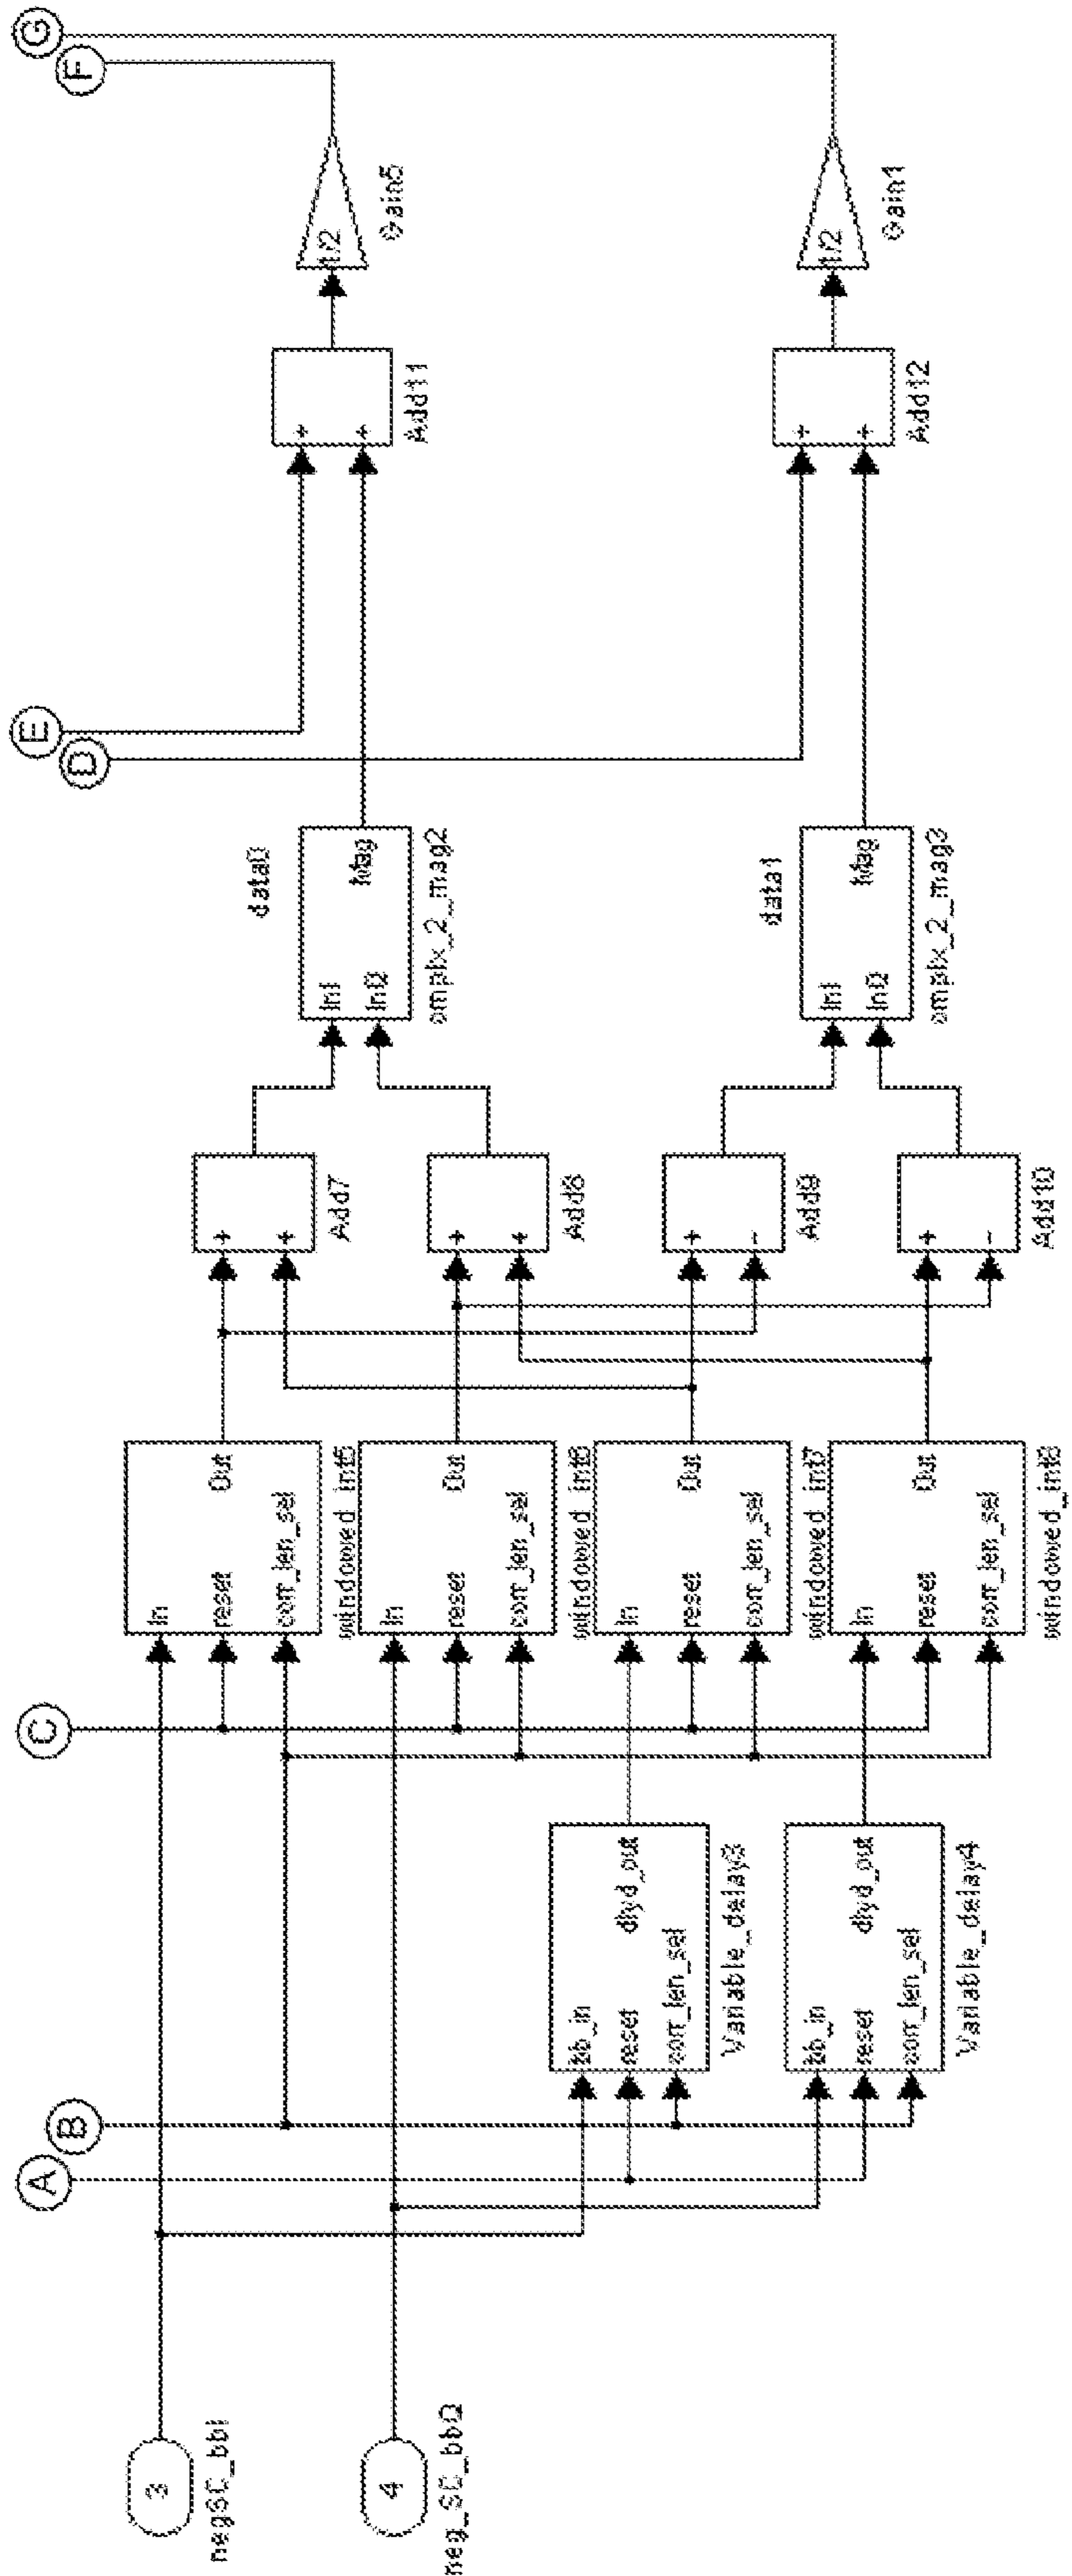 3
negSC_bbI
4
neg_SC_bbQ
A
B
C
bb_in
reset
corr_len_sel
dlyd_out
Variable_delay3
bb_in
reset
corr_len_sel
dlyd_out
Variable_delay4
In
reset
corr_len_sel
Out
windowed_int5
In
reset
corr_len_sel
Out
windowed_int6
In
reset
corr_len_sel
Out
windowed_int7
In
reset
corr_len_sel
Out
windowed_int8
+
+
Add7
+
+
Add8
+
-
Add9
+
-
Add10
data0
InI
InQ
Mag
cmplx_2_mag2
data1
InI
InQ
Mag
cmplx_2_mag3
E
D
+
+
Add11
+
+
Add12
1/2
Gain5
1/2
Gain1
G
F